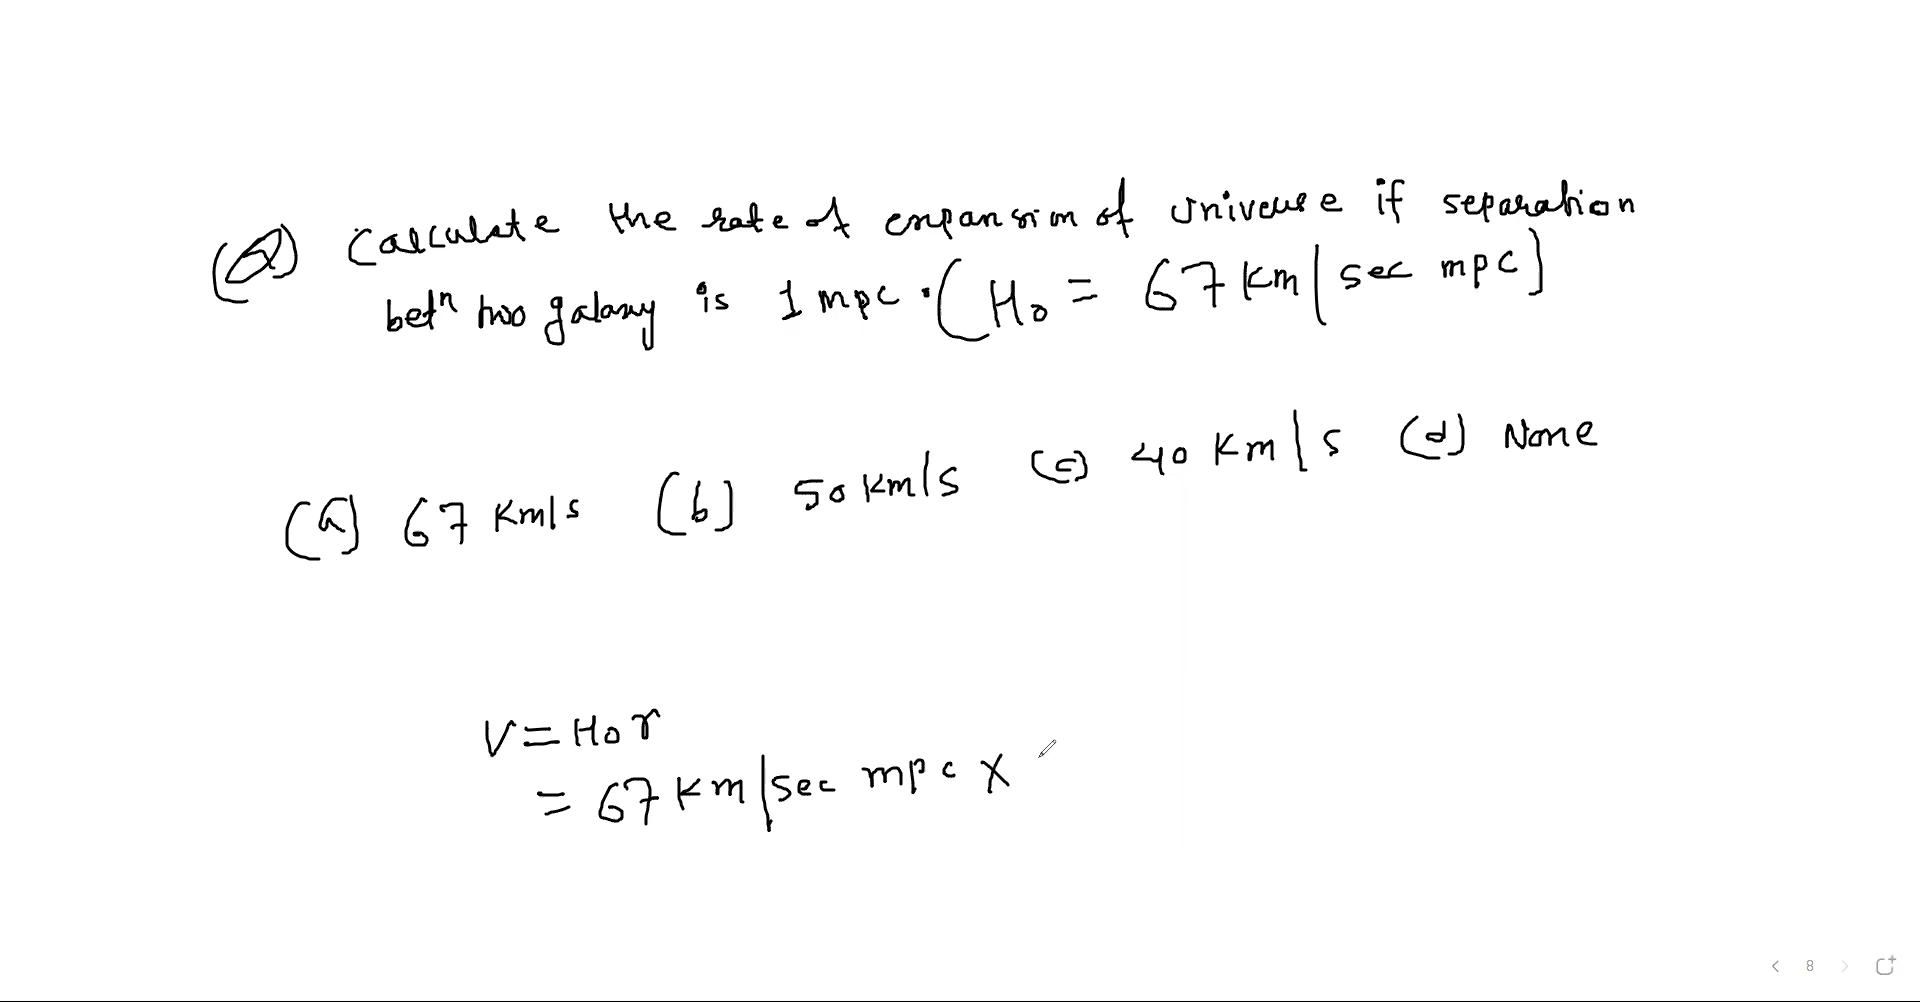 (Q) Calculate the rate of expansion of universe if separation
betn two galaxy is 1 mpc. (H0 = 67 km/sec mpc]
(a] 67 Km/s (b] 50 Km/s (c) 40 Km/s (d) None
V = H0 r
= 67 Km/sec mpc X
8